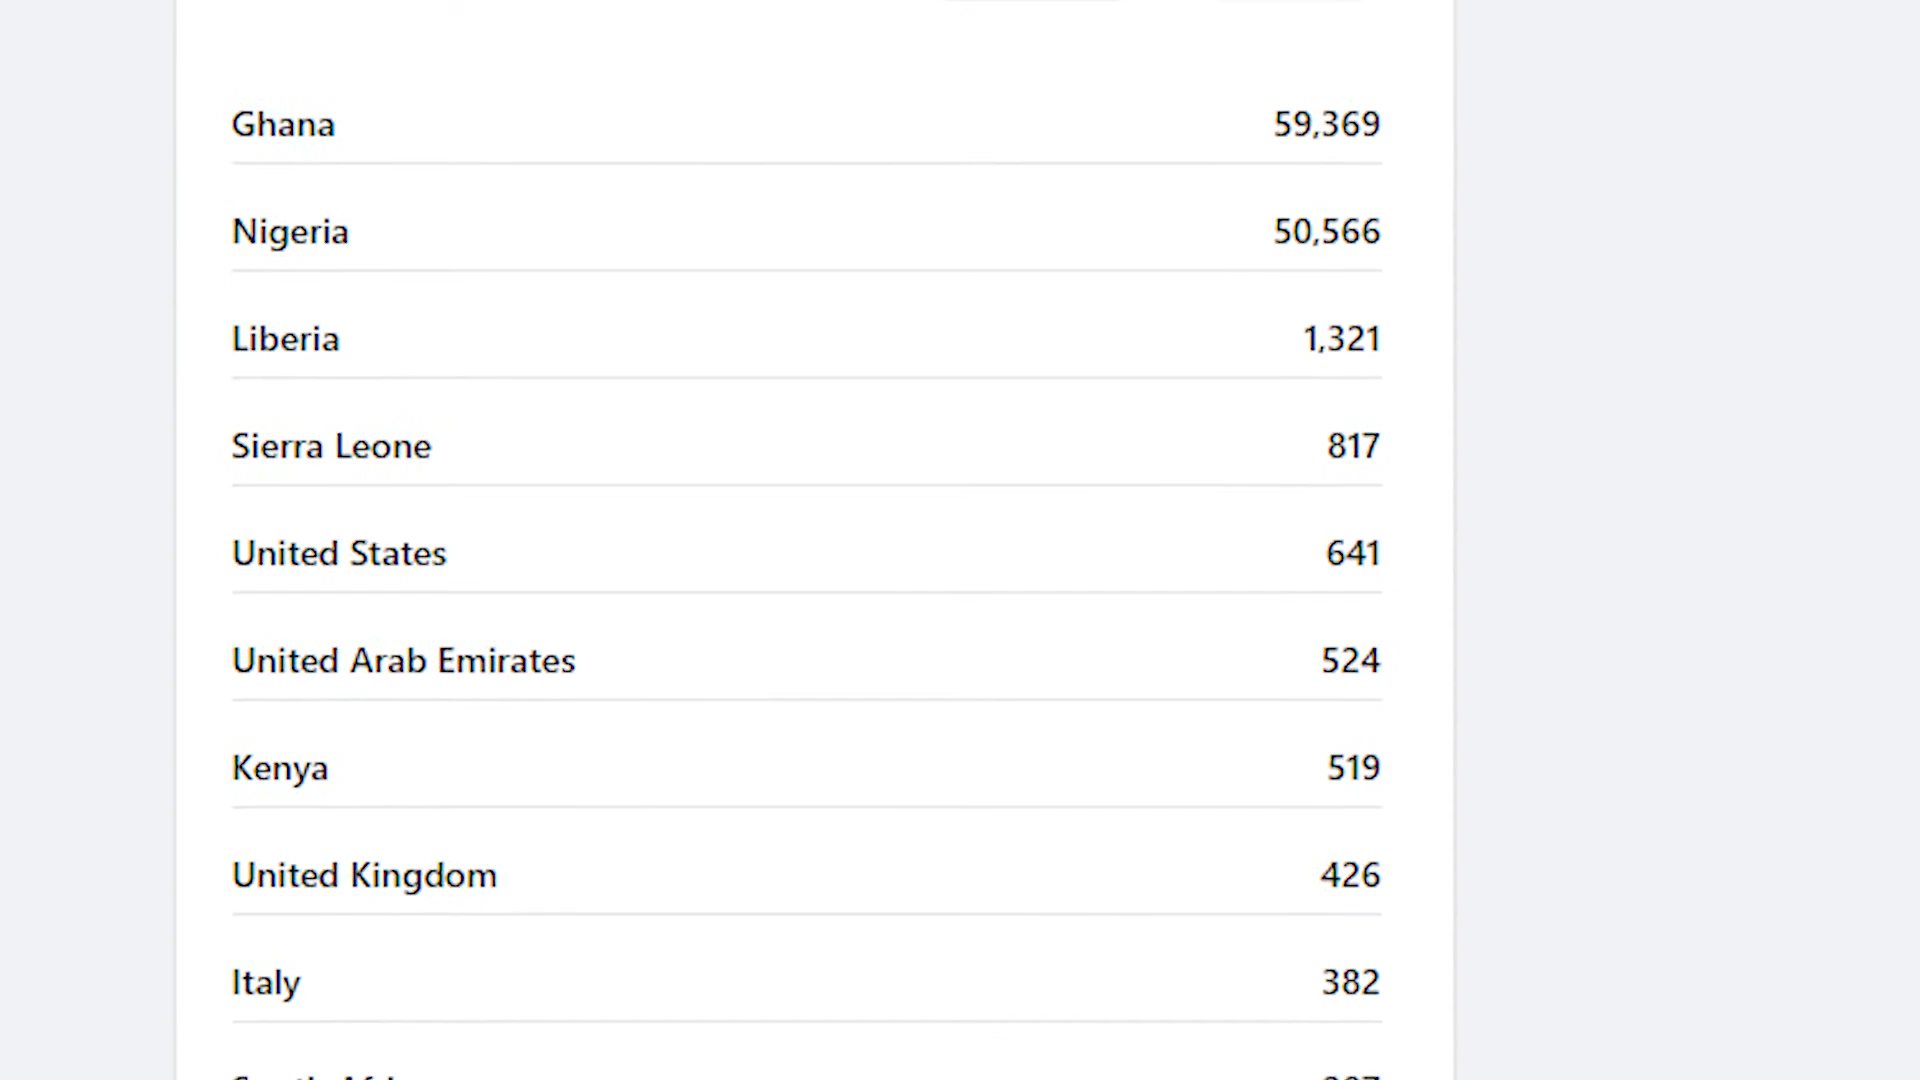 Ghana 59,369
Nigeria 50,566
Liberia 1,321
Sierra Leone 817
United States 641
United Arab Emirates 524
Kenya 519
United Kingdom 426
Italy 382